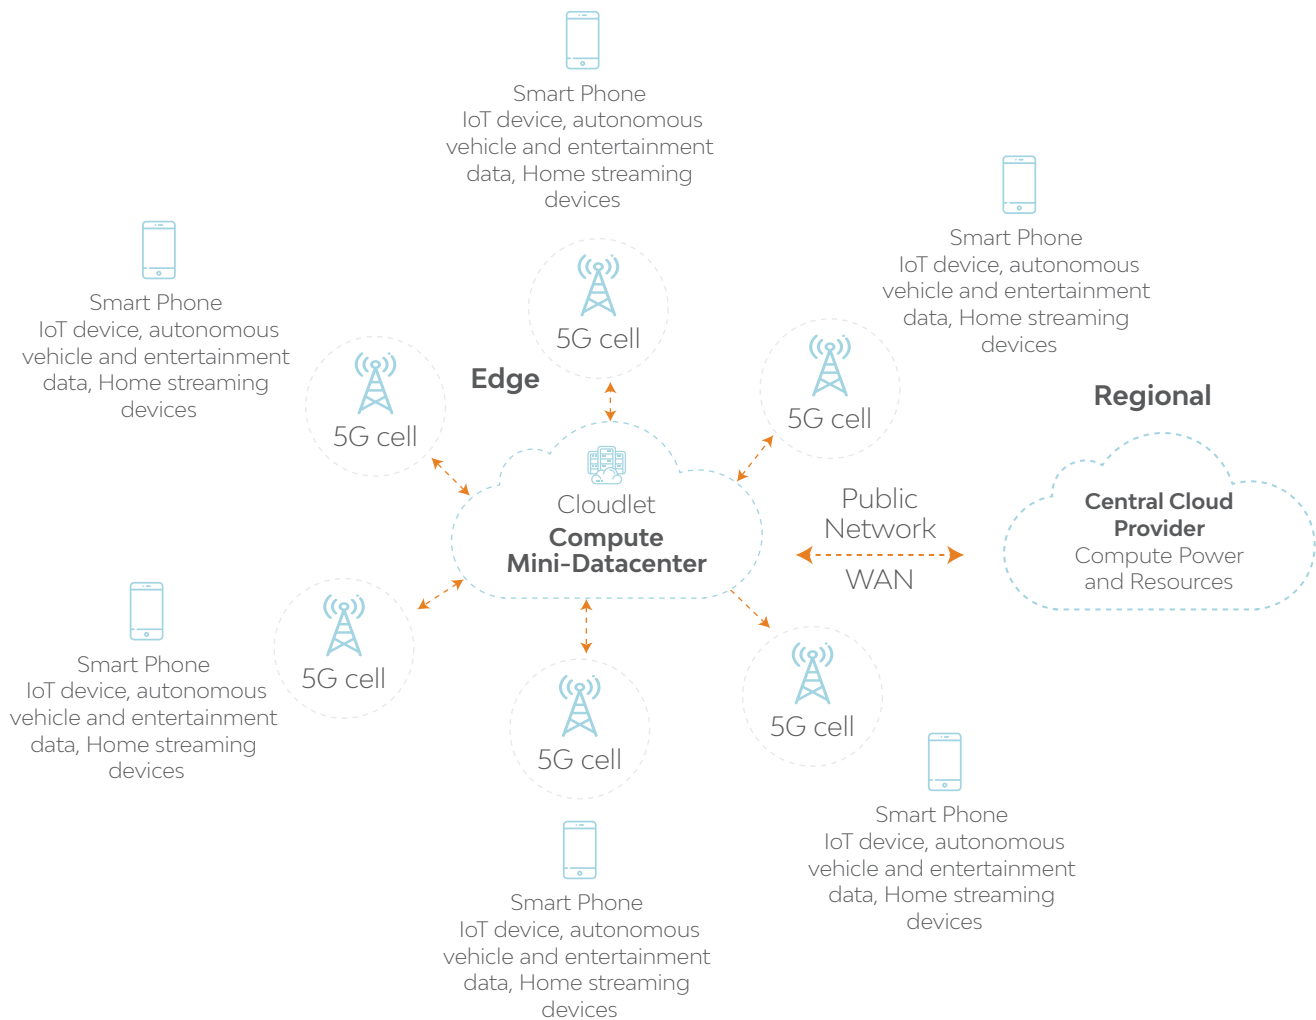 Smart Phone
IoT device, autonomous
vehicle and entertainment
data, Home streaming
devices
Smart Phone
IoT device, autonomous
vehicle and entertainment
data, Home streaming
devices
Smart Phone
IoT device, autonomous
vehicle and entertainment
data, Home streaming
devices
5G cell
Edge
5G cell
5G cell
Regional
Cloudlet
Compute
Mini-Datacenter
Public
Network
WAN
Central Cloud
Provider
Compute Power
and Resources
Smart Phone
IoT device, autonomous
vehicle and entertainment
data, Home streaming
devices
5G cell
5G cell
5G cell
Smart Phone
IoT device, autonomous
vehicle and entertainment
data, Home streaming
devices
Smart Phone
IoT device, autonomous
vehicle and entertainment
data, Home streaming
devices